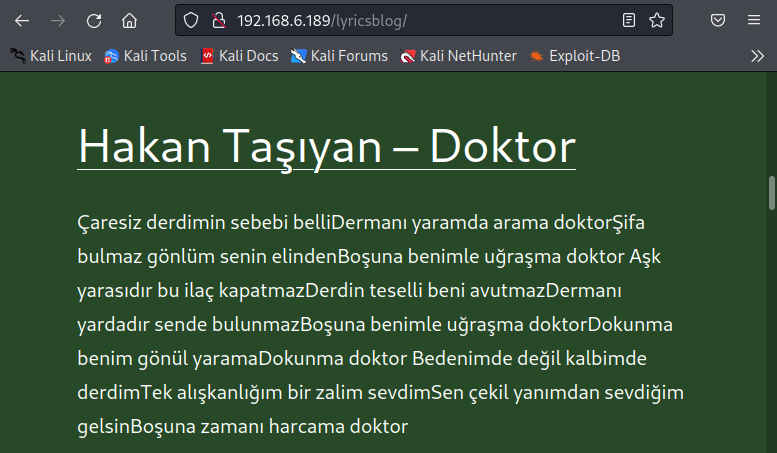 192.168.6.189/lyricsblog/
Kali Linux Kali Tools Kali Docs Kali Forums Kali NetHunter Exploit-DB
Hakan Taşıyan – Doktor
Çaresiz derdimin sebebi belliDermanı yaramda arama doktorŞifa
bulmaz gönlüm senin elindenBoşuna benimle uğraşma doktor Aşk
yarasıdır bu ilaç kapatmazDerdin teselli beni avutmazDermanı
yardadır sende bulunmazBoşuna benimle uğraşma doktorDokunma
benim gönül yaramaDokunma doktor Bedenimde değil kalbimde
derdimTek alışkanlığım bir zalim sevdimSen çekil yanımdan sevdiğim
gelsinBoşuna zamanı harcama doktor